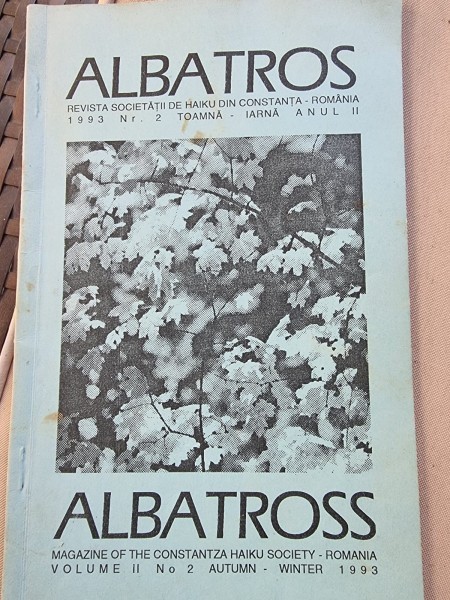 ALBATROS
REVISTA SOCIETĂȚII DE HAIKU DIN CONSTANȚA - ROMÂNIA
1993 Nr. 2 TOAMNĂ - IARNĂ ANUL II
ALBATROSS
MAGAZINE OF THE CONSTANTZA HAIKU SOCIETY - ROMANIA
VOLUME II No 2 AUTUMN - WINTER 1993